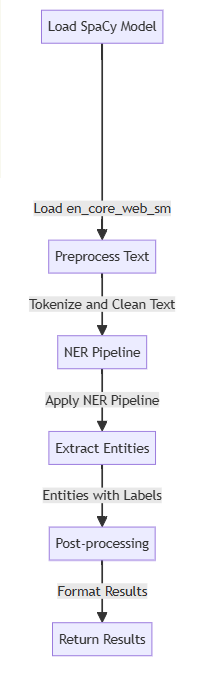 Load SpaCy Model
Load en_core_web_sm
Preprocess Text
Tokenize and Clean Text
NER Pipeline
Apply NER Pipeline
Extract Entities
Entities with Labels
Post-processing
Format Results
Return Results